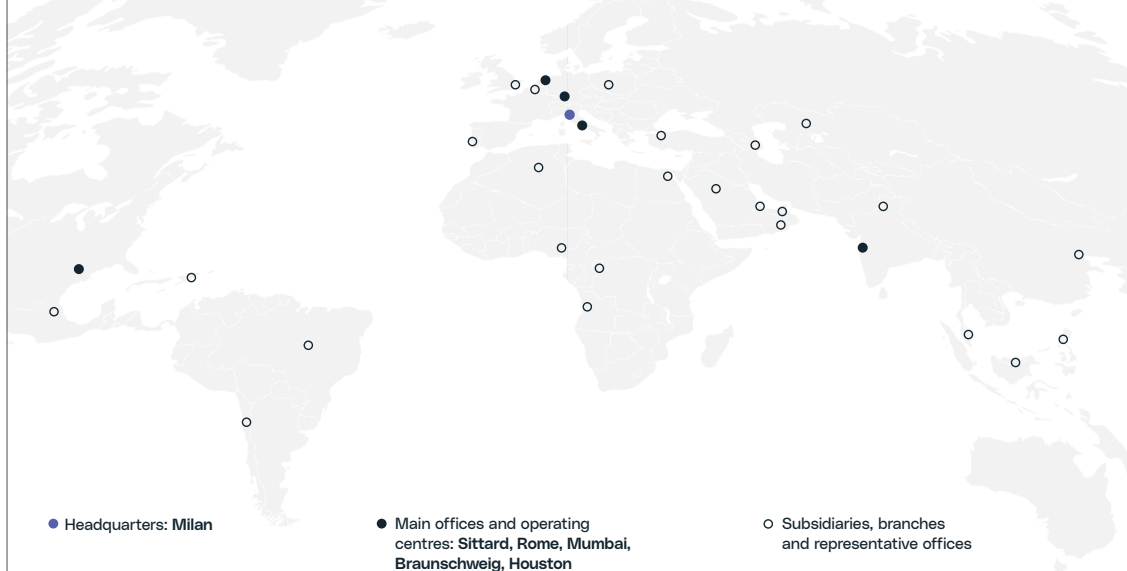 Headquarters: Milan
Main offices and operating
centres: Sittard, Rome, Mumbai,
Braunschweig, Houston
Subsidiaries, branches
and representative offices